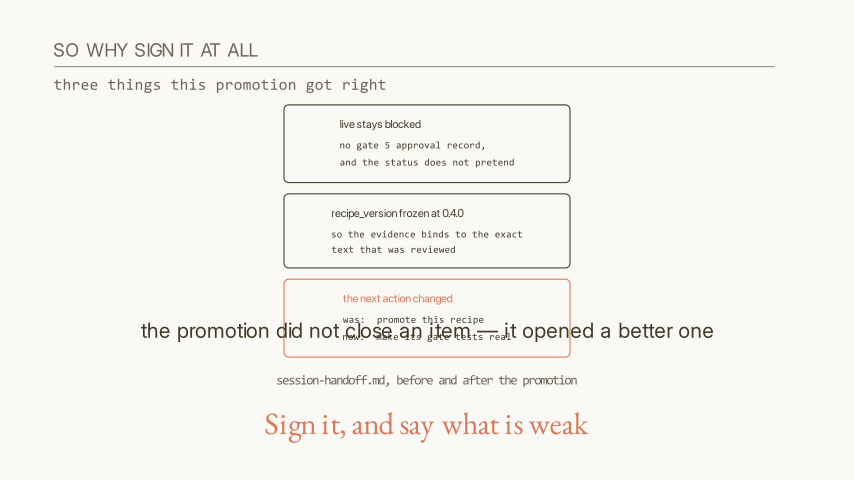 SO WHY SIGN IT AT ALL
three things this promotion got right
live stays blocked
no gate 5 approval record,
and the status does not pretend
recipe_version frozen at 0.4.0
so the evidence binds to the exact
text that was reviewed
the next action changed
was: promote this recipe
the promotion did not close an item — it opened a better one
now: make its gate tests real
session-handoff.md, before and after the promotion
Sign it, and say what is weak